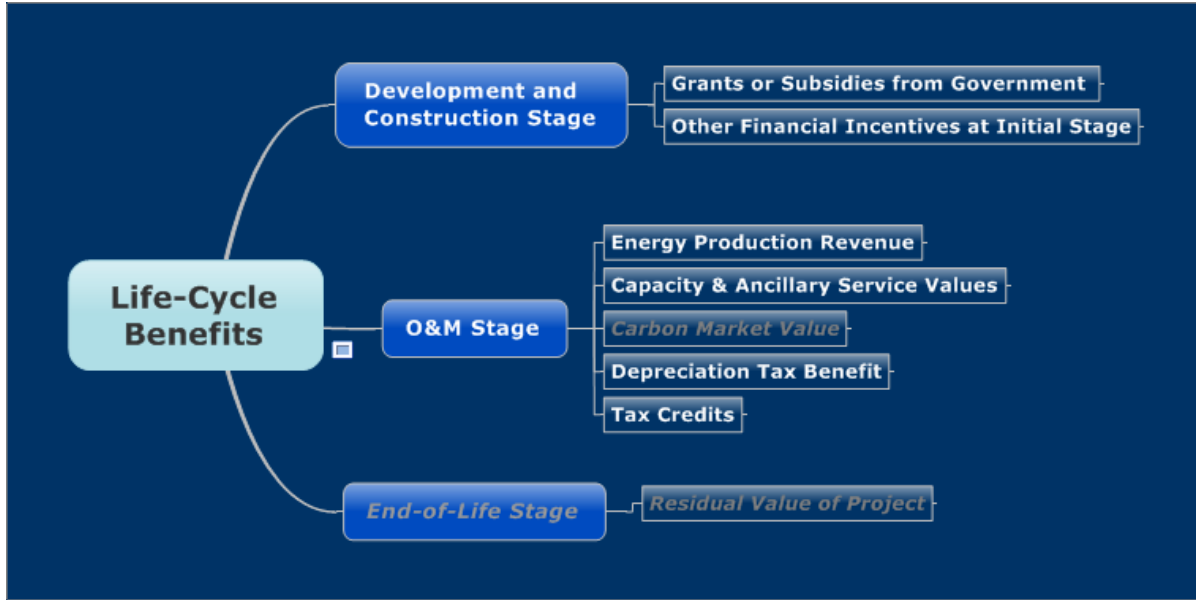 Development and
Construction Stage
Grants or Subsidies from Government
Other Financial Incentives at Initial Stage
Life-Cycle
Benefits
O&M Stage
Energy Production Revenue
Capacity & Ancillary Service Values
Carbon Market Value
Depreciation Tax Benefit
Tax Credits
End-of-Life Stage
Residual Value of Project